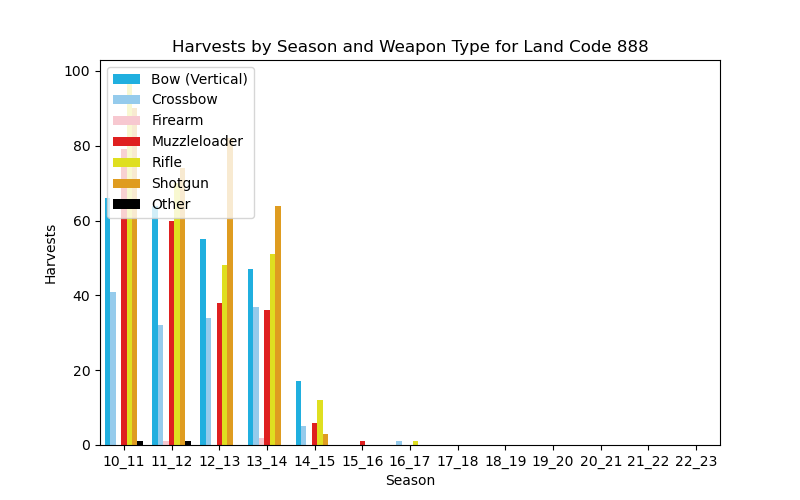 Harvests by Season and Weapon Type for Land Code 888
100
80
60
40
20
0
Harvests
Bow (Vertical)
Crossbow
Firearm
Muzzleloader
Rifle
Shotgun
Other
10_11 11_12 12_13 13_14 14_15 15_16 16_17 17_18 18_19 19_20 20_21 21_22 22_23
Season